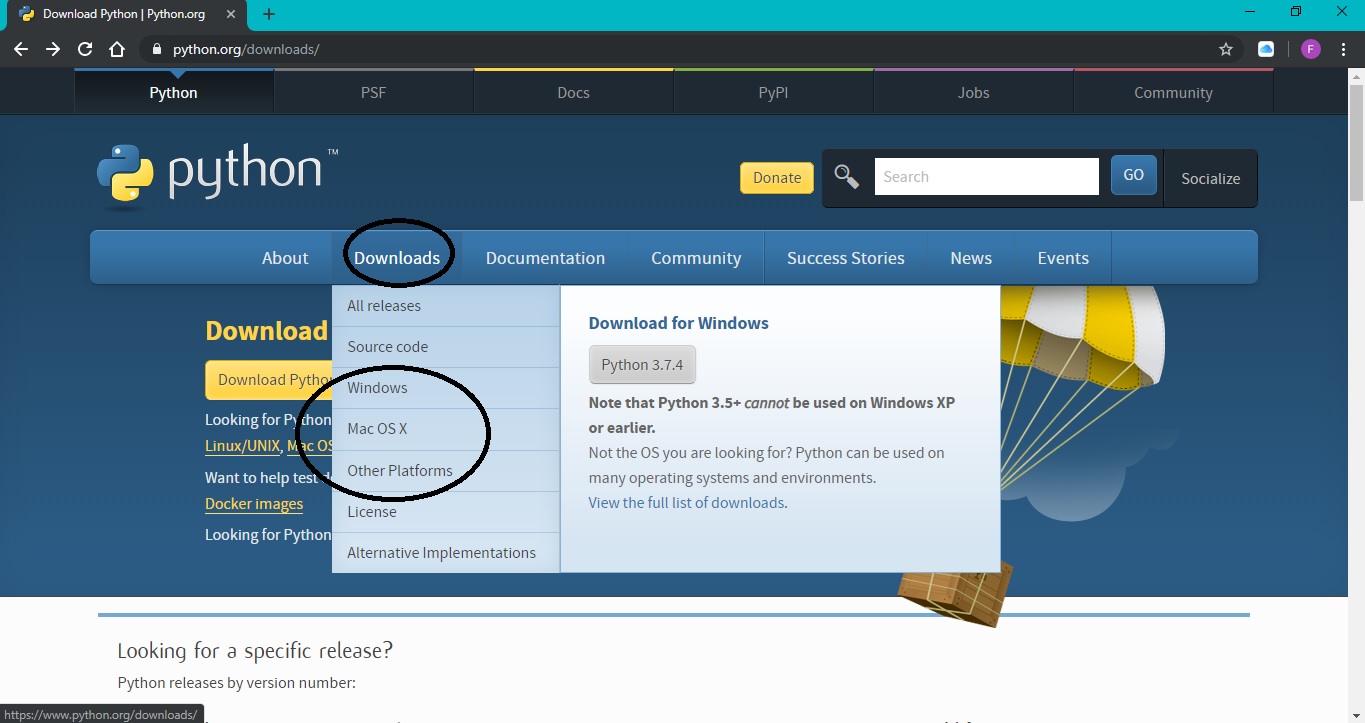 Download Python | Python.org
python.org/downloads/
F
Python
PSF
Docs
PyPI
Jobs
Community
python™
Donate
Search
GO
Socialize
About
Downloads
Documentation
Community
Success Stories
News
Events
All releases
Source code
Windows
Mac OS X
Other Platforms
License
Alternative Implementations
Download for Windows
Python 3.7.4
Note that Python 3.5+ cannot be used on Windows XP
or earlier.
Not the OS you are looking for? Python can be used on
many operating systems and environments.
View the full list of downloads.
Download
Download Pytho
Looking for Python
Linux/UNIX, Mac OS
Want to help test
Docker images
Looking for Python
Looking for a specific release?
Python releases by version number:
https://www.python.org/downloads/